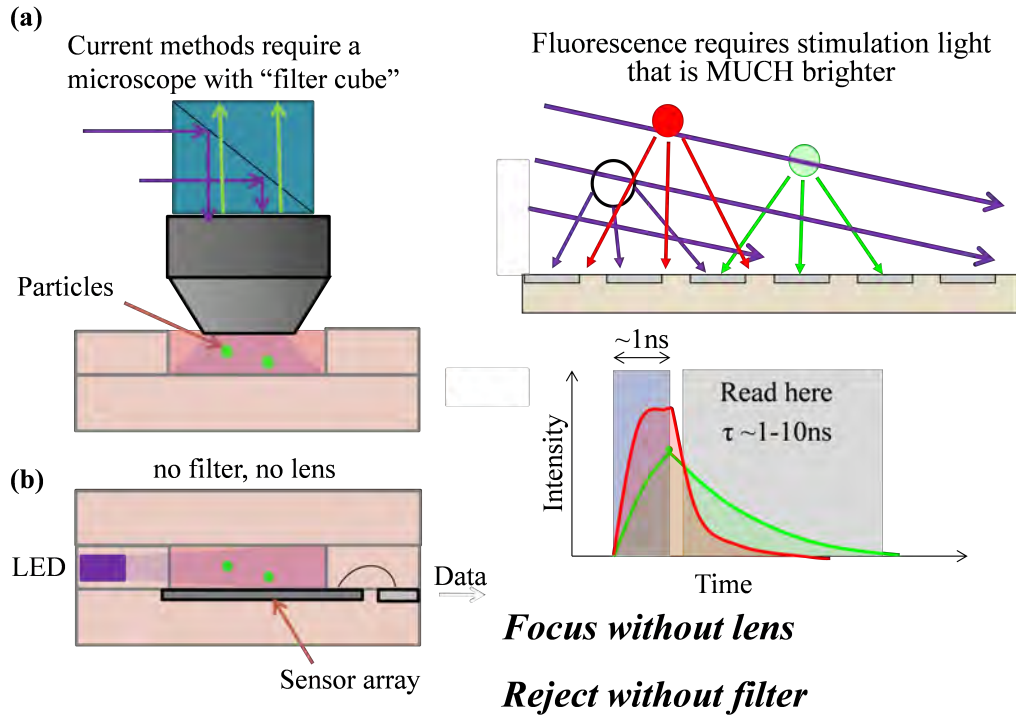 (a)
Current methods require a
microscope with “filter cube”
Particles
Fluorescence requires stimulation light
that is MUCH brighter
~1ns
Read here
τ ~1-10ns
Intensity
Time
(b)
no filter, no lens
LED
Data
Sensor array
Focus without lens
Reject without filter